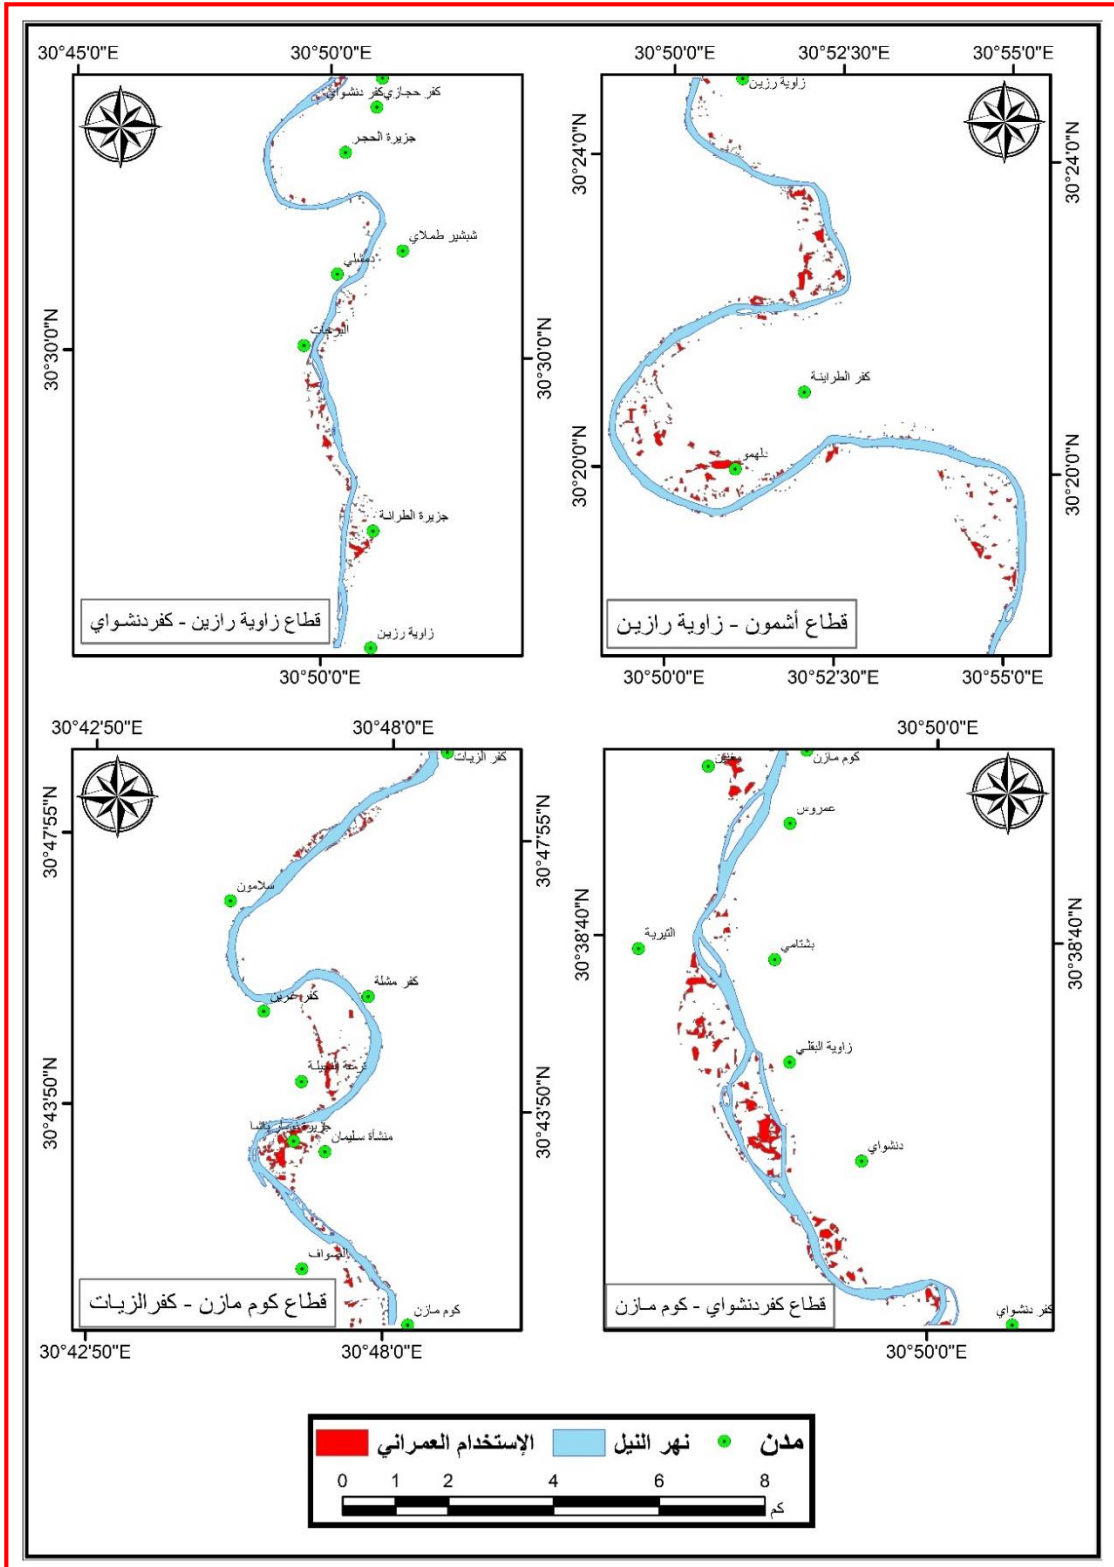 30°45'0"E 30°50'0"E
كفر حجازي
كفر دنشواي
جزيرة الحجر
شبشير طملاي
دمشلي
البريجات
30°30'0"N
30°30'0"N
جزيرة الطرانة
زاوية رزين
قطاع زاوية رازين - كفردنشواي
30°50'0"E
30°50'0"E 30°52'30"E 30°55'0"E
زاوية رزين
30°24'0"N
30°24'0"N
كفر الطراينة
دلهمو
30°20'0"N
30°20'0"N
قطاع أشمون - زاوية رازين
30°50'0"E 30°52'30"E 30°55'0"E
30°42'50"E 30°48'0"E
كفر الزيات
30°47'55"N
30°47'55"N
سلامون
كفر مشلة
30°43'50"N
30°43'50"N
منشأة سليمان
الصواف
كوم مازن
قطاع كوم مازن - كفرالزيات
30°42'50"E 30°48'0"E
30°50'0"E
كوم مازن
عمروس
30°38'40"N
30°38'40"N
التيرية
بشتامي
زاوية البقلي
دنشواي
كفر دنشواي
قطاع كفردنشواي - كوم مازن
30°50'0"E
مدن نهر النيل الإستخدام العمراني
0 1 2 4 6 8
كم